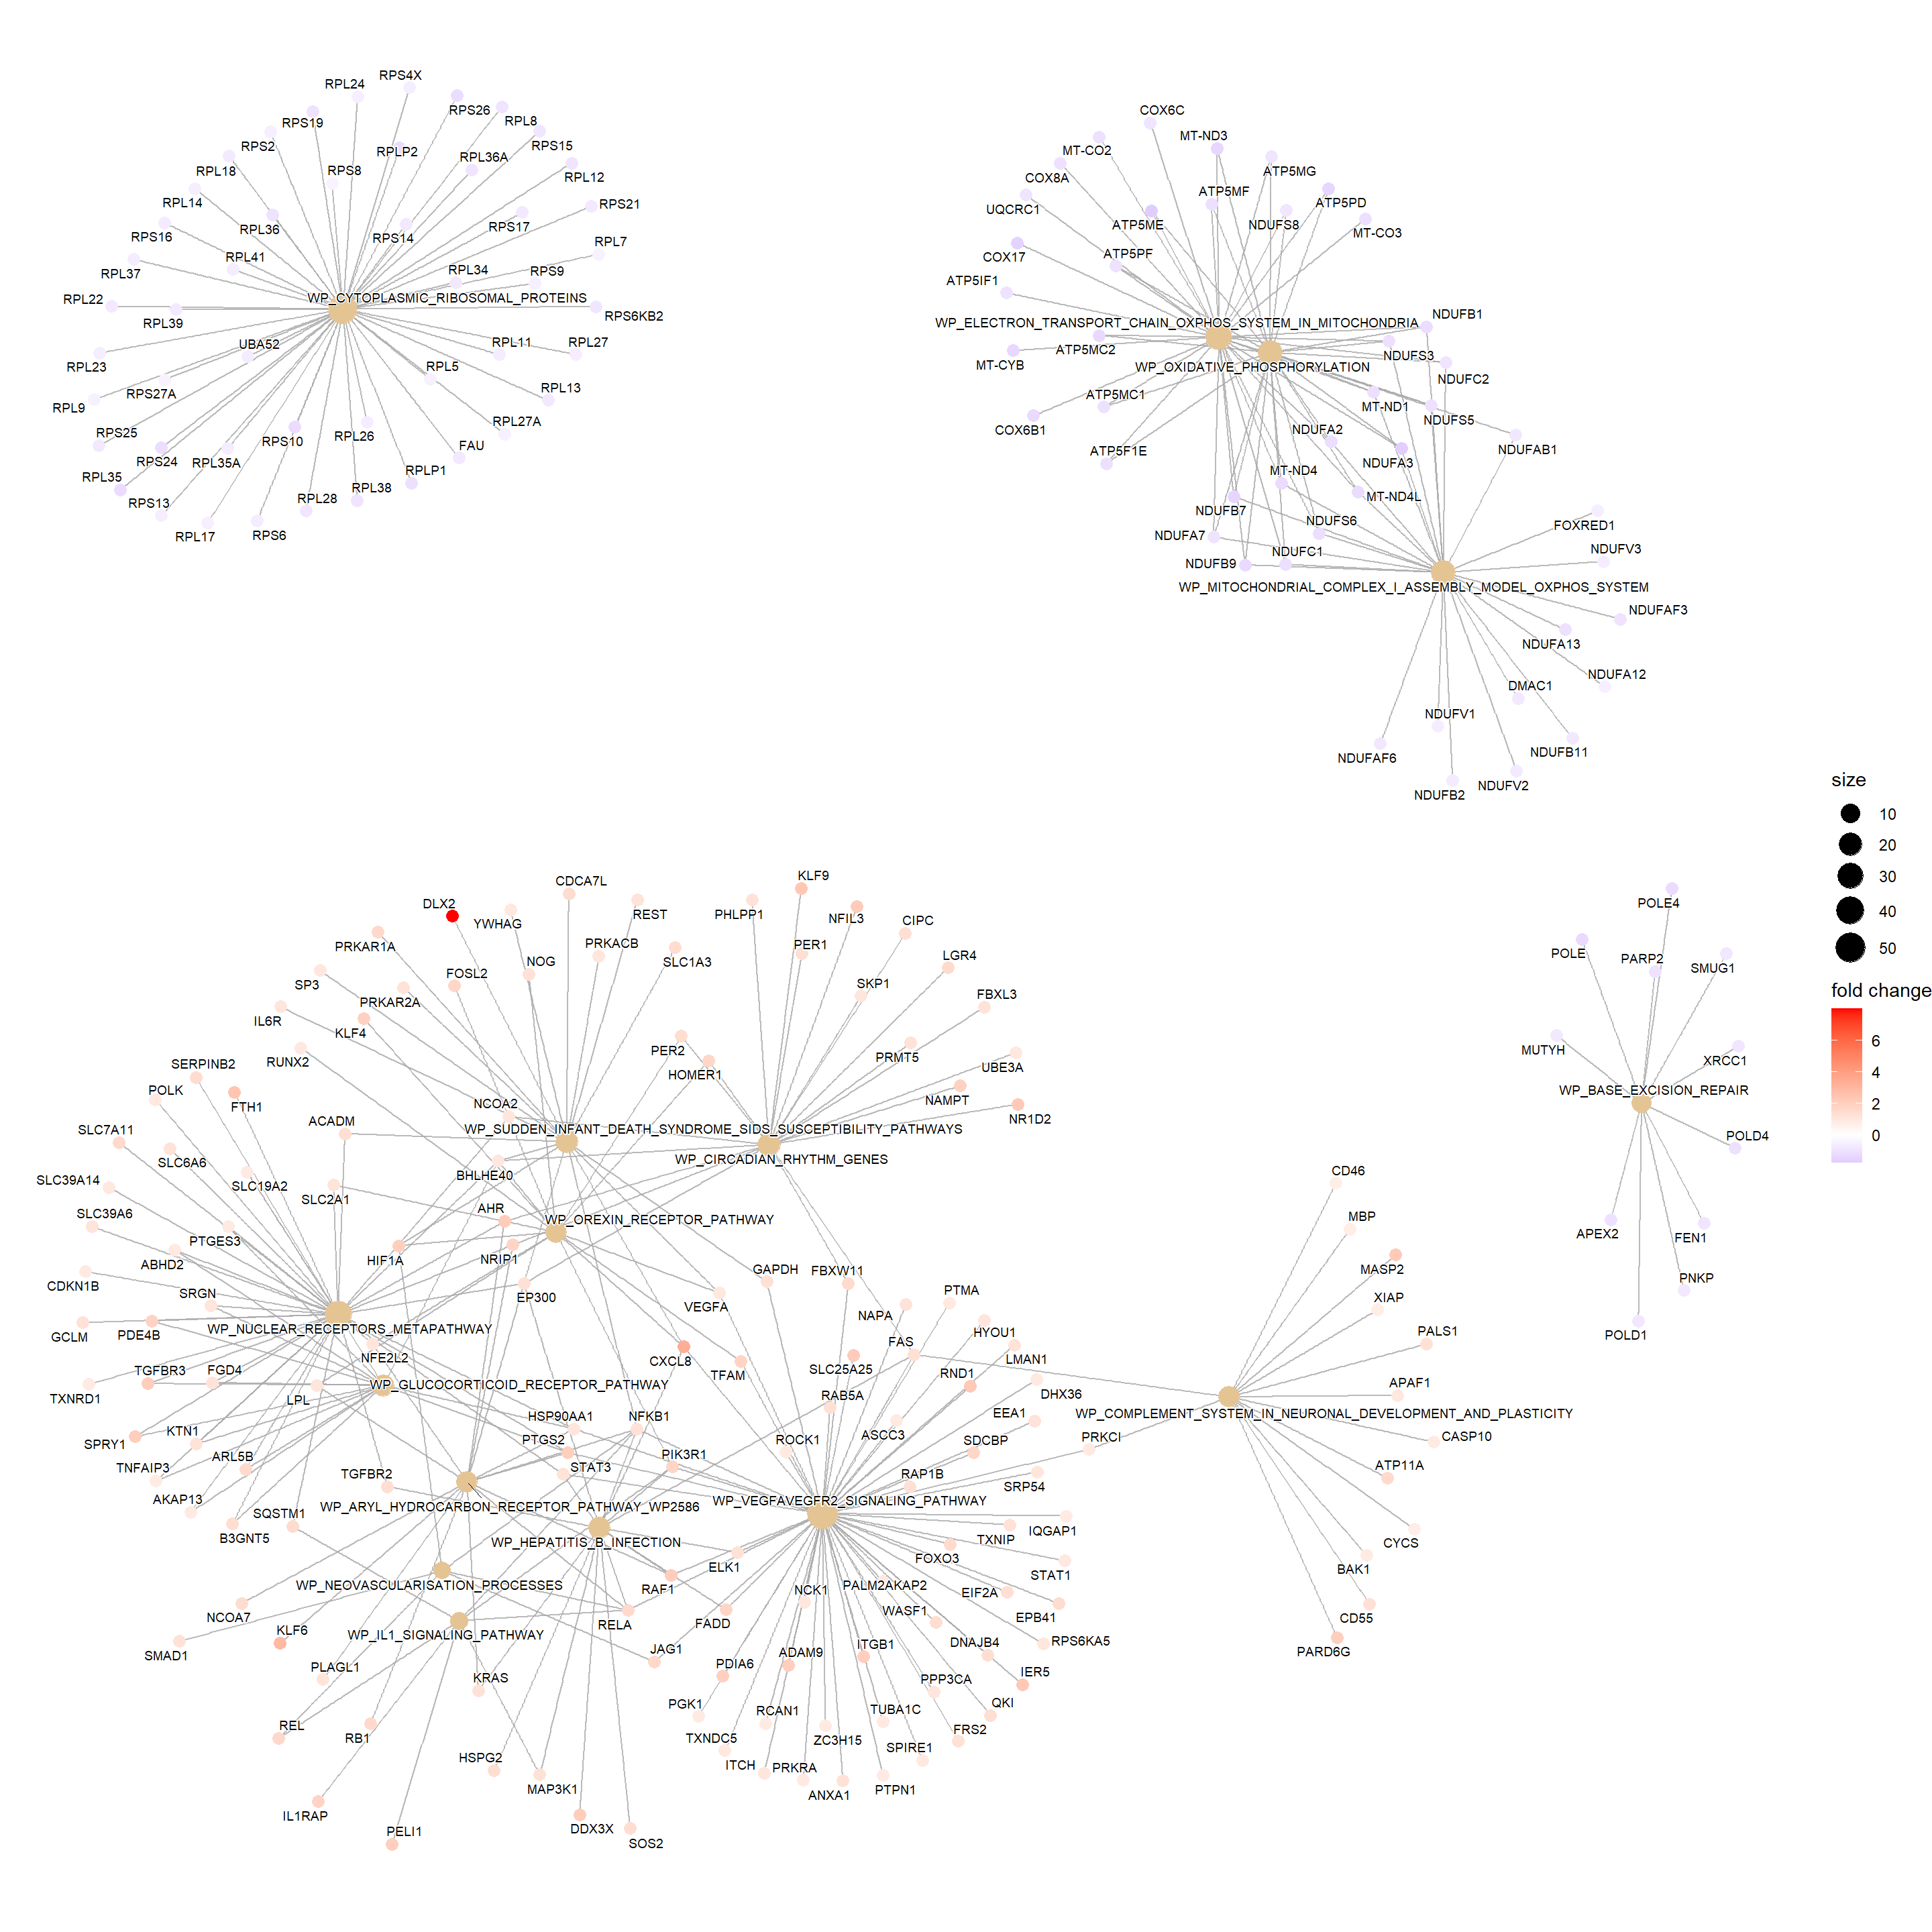 RPS4X
RPL24
RPS26
RPS19
RPL8
RPS2
RPLP2
RPL36A
RPS15
RPL18
RPS8
RPL12
RPL14
RPS21
RPS16
RPL36
RPS14
RPS17
RPL7
RPL37
RPL41
RPL34
RPS9
RPL22
WP_CYTOPLASMIC_RIBOSOMAL_PROTEINS
RPL39
RPS6KB2
RPL23
UBA52
RPL11
RPL27
RPL5
RPL9
RPS27A
RPL13
RPS25
RPS10
RPL26
RPL27A
RPS24
RPL35A
FAU
RPL35
RPLP1
RPS13
RPL28
RPL38
RPL17
RPS6
COX6C
MT-CO2
MT-ND3
COX8A
ATP5MG
UQCRC1
ATP5MF
ATP5PD
ATP5ME
NDUFS8
MT-CO3
COX17
ATP5PF
ATP5IF1
NDUFB1
WP_ELECTRON_TRANSPORT_CHAIN_OXPHOS_SYSTEM_IN_MITOCHONDRIA
ATP5MC2
NDUFS3
MT-CYB
WP_OXIDATIVE_PHOSPHORYLATION
NDUFC2
ATP5MC1
MT-ND1
NDUFS5
COX6B1
NDUFA2
ATP5F1E
NDUFA3
NDUFAB1
MT-ND4
MT-ND4L
NDUFB7
NDUFS6
FOXRED1
NDUFA7
NDUFC1
NDUFV3
NDUFB9
WP_MITOCHONDRIAL_COMPLEX_I_ASSEMBLY_MODEL_OXPHOS_SYSTEM
NDUFAF3
NDUFA13
NDUFA12
DMAC1
NDUFV1
NDUFAF6
NDUFB11
NDUFB2
NDUFV2
size
10
20
30
40
50
fold change
6
4
2
0
POLE4
POLE
PARP2
SMUG1
MUTYH
XRCC1
WP_BASE_EXCISION_REPAIR
POLD4
APEX2
FEN1
PNKP
POLD1
CDCA7L
KLF9
DLX2
YWHAG
REST
PHLPP1
NFIL3
CIPC
PRKAR1A
PRKACB
PER1
NOG
SLC1A3
LGR4
FOSL2
SP3
SKP1
PRKAR2A
FBXL3
IL6R
KLF4
PER2
PRMT5
RUNX2
HOMER1
UBE3A
SERPINB2
POLK
FTH1
NCOA2
NAMPT
ACADM
NR1D2
SLC7A11
WP_SUDDEN_INFANT_DEATH_SYNDROME_SIDS_SUSCEPTIBILITY_PATHWAYS
SLC6A6
WP_CIRCADIAN_RHYTHM_GENES
SLC39A14
SLC19A2
BHLHE40
SLC2A1
SLC39A6
AHR
WP_OREXIN_RECEPTOR_PATHWAY
PTGES3
ABHD2
HIF1A
NRIP1
GAPDH
FBXW11
CDKN1B
SRGN
EP300
VEGFA
NAPA
PTMA
GCLM
PDE4B
WP_NUCLEAR_RECEPTORS_METAPATHWAY
HYOU1
FAS
NFE2L2
CXCL8
LMAN1
TGFBR3
FGD4
TFAM
SLC25A25
RND1
WP_GLUCOCORTICOID_RECEPTOR_PATHWAY
TXNRD1
LPL
RAB5A
DHX36
EEA1
HSP90AA1
NFKB1
KTN1
SPRY1
PTGS2
ROCK1
ASCC3
SDCBP
PRKCI
ARL5B
PIK3R1
TNFAIP3
TGFBR2
STAT3
RAP1B
SRP54
AKAP13
WP_VEGFAVEGFR2_SIGNALING_PATHWAY
SQSTM1
WP_ARYL_HYDROCARBON_RECEPTOR_PATHWAY_WP2586
IQGAP1
B3GNT5
WP_HEPATITIS_B_INFECTION
TXNIP
FOXO3
ELK1
STAT1
WP_NEOVASCULARISATION_PROCESSES
RAF1
NCK1
PALM2AKAP2
EIF2A
NCOA7
WASF1
EPB41
KLF6
WP_IL1_SIGNALING_PATHWAY
RELA
FADD
DNAJB4
RPS6KA5
SMAD1
JAG1
ADAM9
ITGB1
PLAGL1
PDIA6
IER5
KRAS
PPP3CA
PGK1
RCAN1
TUBA1C
QKI
REL
RB1
TXNDC5
ZC3H15
FRS2
HSPG2
SPIRE1
ITCH
PRKRA
MAP3K1
PTPN1
ANXA1
IL1RAP
DDX3X
PELI1
SOS2
CD46
MBP
MASP2
XIAP
PALS1
APAF1
WP_COMPLEMENT_SYSTEM_IN_NEURONAL_DEVELOPMENT_AND_PLASTICITY
CASP10
ATP11A
CYCS
BAK1
CD55
PARD6G